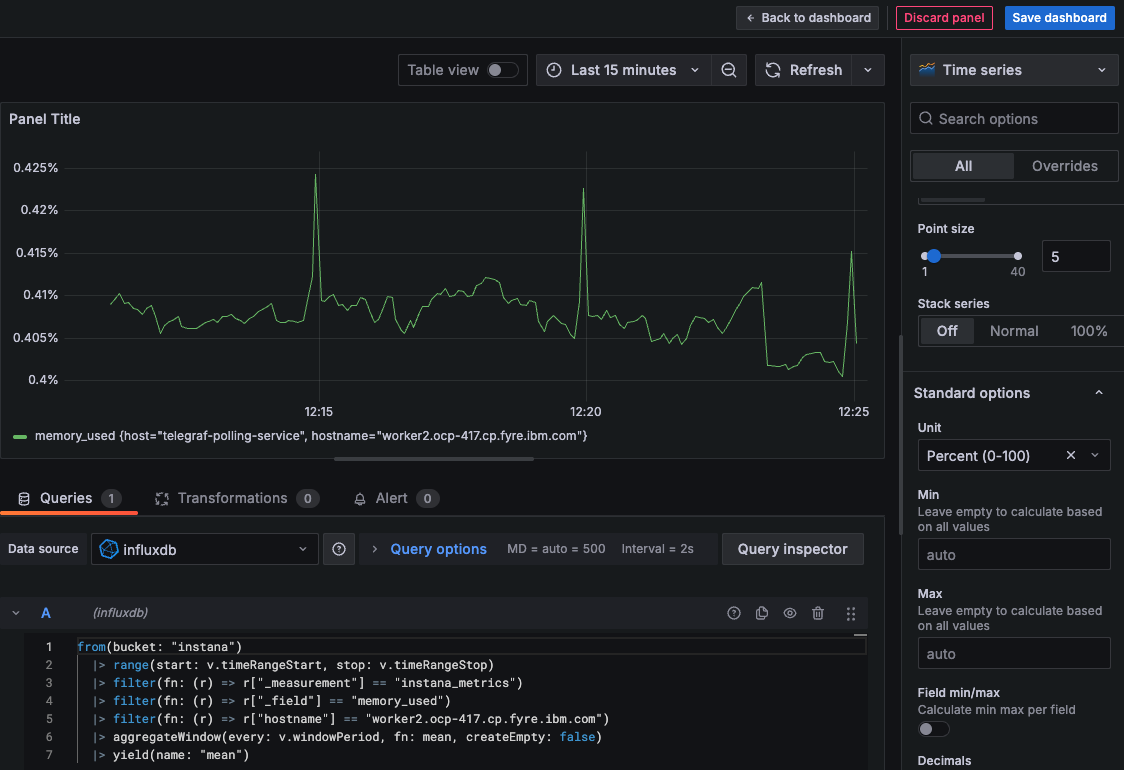 ← Back to dashboard
Discard panel
Save dashboard
Table view
Last 15 minutes
Refresh
Time series
Panel Title
0.425%
0.42%
0.415%
0.41%
0.405%
0.4%
12:15
12:20
12:25
memory_used {host="telegraf-polling-service", hostname="worker2.ocp-417.cp.fyre.ibm.com"}
Search options
All
Overrides
Point size
1
40
5
Stack series
Off
Normal
100%
Standard options
Unit
Percent (0-100)
Min
Leave empty to calculate based
on all values
auto
Max
Leave empty to calculate based
on all values
auto
Field min/max
Calculate min max per field
Decimals
Queries 1
Transformations 0
Alert 0
Data source
influxdb
Query options
MD = auto = 500
Interval = 2s
Query inspector
A
(influxdb)
1 from(bucket: "instana")
2 |> range(start: v.timeRangeStart, stop: v.timeRangeStop)
3 |> filter(fn: (r) => r["_measurement"] == "instana_metrics")
4 |> filter(fn: (r) => r["_field"] == "memory_used")
5 |> filter(fn: (r) => r["hostname"] == "worker2.ocp-417.cp.fyre.ibm.com")
6 |> aggregateWindow(every: v.windowPeriod, fn: mean, createEmpty: false)
7 |> yield(name: "mean")